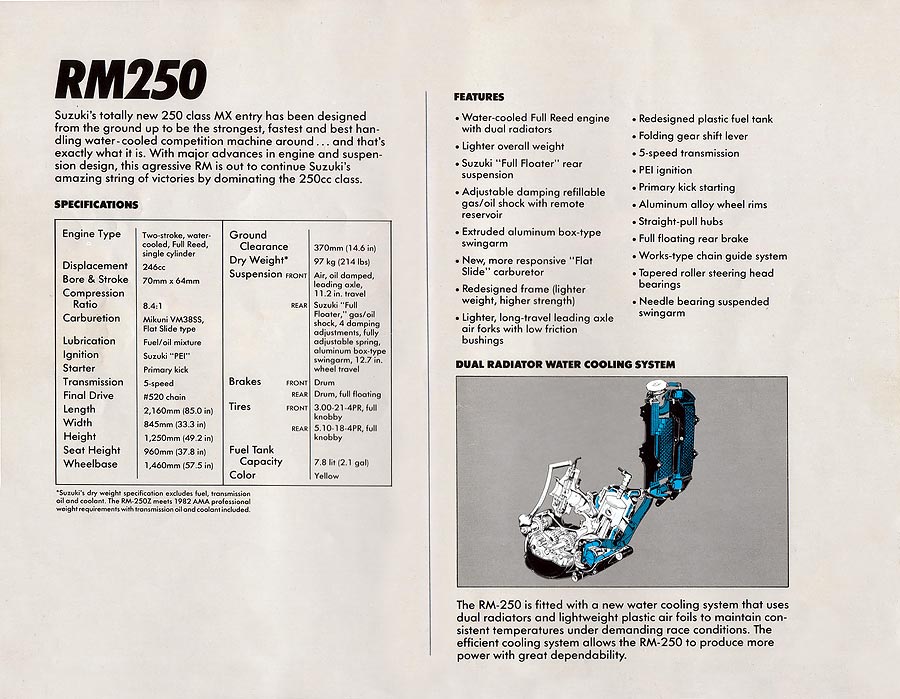 RM250
Suzuki's totally new 250 class MX entry has been designed
from the ground up to be the strongest, fastest and best han-
dling water-cooled competition machine around . . . and that's
exactly what it is. With major advances in engine and suspen-
sion design, this agressive RM is out to continue Suzuki's
amazing string of victories by dominating the 250cc class.
SPECIFICATIONS
Engine Type Two-stroke, water-
cooled, Full Reed,
single cylinder
Displacement 246cc
Bore & Stroke 70mm x 64mm
Compression
Ratio 8.4:1
Carburetion Mikuni VM38SS,
Flat Slide type
Lubrication Fuel/oil mixture
Ignition Suzuki "PEI"
Starter Primary kick
Transmission 5-speed
Final Drive #520 chain
Length 2,160mm (85.0 in)
Width 845mm (33.3 in)
Height 1,250mm (49.2 in)
Seat Height 960mm (37.8 in)
Wheelbase 1,460mm (57.5 in)
Ground
Clearance 370mm (14.6 in)
Dry Weight* 97 kg (214 lbs)
Suspension FRONT Air, oil damped,
leading axle,
11.2 in. travel
REAR Suzuki "Full
Floater," gas/oil
shock, 4 damping
adjustments, fully
adjustable spring,
aluminum box-type
swingarm, 12.7 in.
wheel travel
Brakes FRONT Drum
REAR Drum, full floating
Tires FRONT 3.00-21-4PR, full
knobby
REAR 5.10-18-4PR, full
knobby
Fuel Tank
Capacity 7.8 lit (2.1 gal)
Color Yellow
*Suzuki's dry weight specification excludes fuel, transmission
oil and coolant. The RM-250Z meets 1982 AMA professional
weight requirements with transmission oil and coolant included.
FEATURES
• Water-cooled Full Reed engine
with dual radiators
• Lighter overall weight
• Suzuki "Full Floater" rear
suspension
• Adjustable damping refillable
gas/oil shock with remote
reservoir
• Extruded aluminum box-type
swingarm
• New, more responsive "Flat
Slide" carburetor
• Redesigned frame (lighter
weight, higher strength)
• Lighter, long-travel leading axle
air forks with low friction
bushings
• Redesigned plastic fuel tank
• Folding gear shift lever
• 5-speed transmission
• PEI ignition
• Primary kick starting
• Aluminum alloy wheel rims
• Straight-pull hubs
• Full floating rear brake
• Works-type chain guide system
• Tapered roller steering head
bearings
• Needle bearing suspended
swingarm
DUAL RADIATOR WATER COOLING SYSTEM
The RM-250 is fitted with a new water cooling system that uses
dual radiators and lightweight plastic air foils to maintain con-
sistent temperatures under demanding race conditions. The
efficient cooling system allows the RM-250 to produce more
power with great dependability.